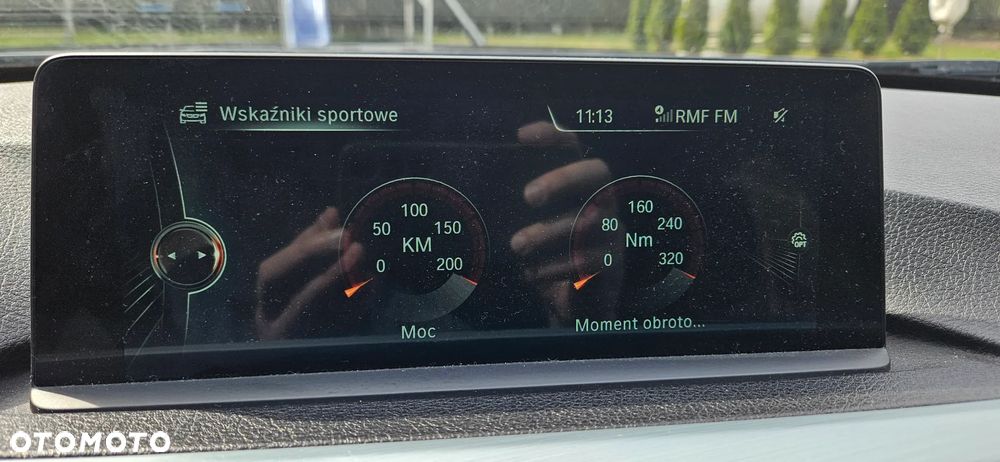 Wskaźniki sportowe
11:13 RMF FM
0 50 100 150 200
KM
Moc
0 80 160 240 320
Nm
Moment obroto...
OPT
OTOMOTO